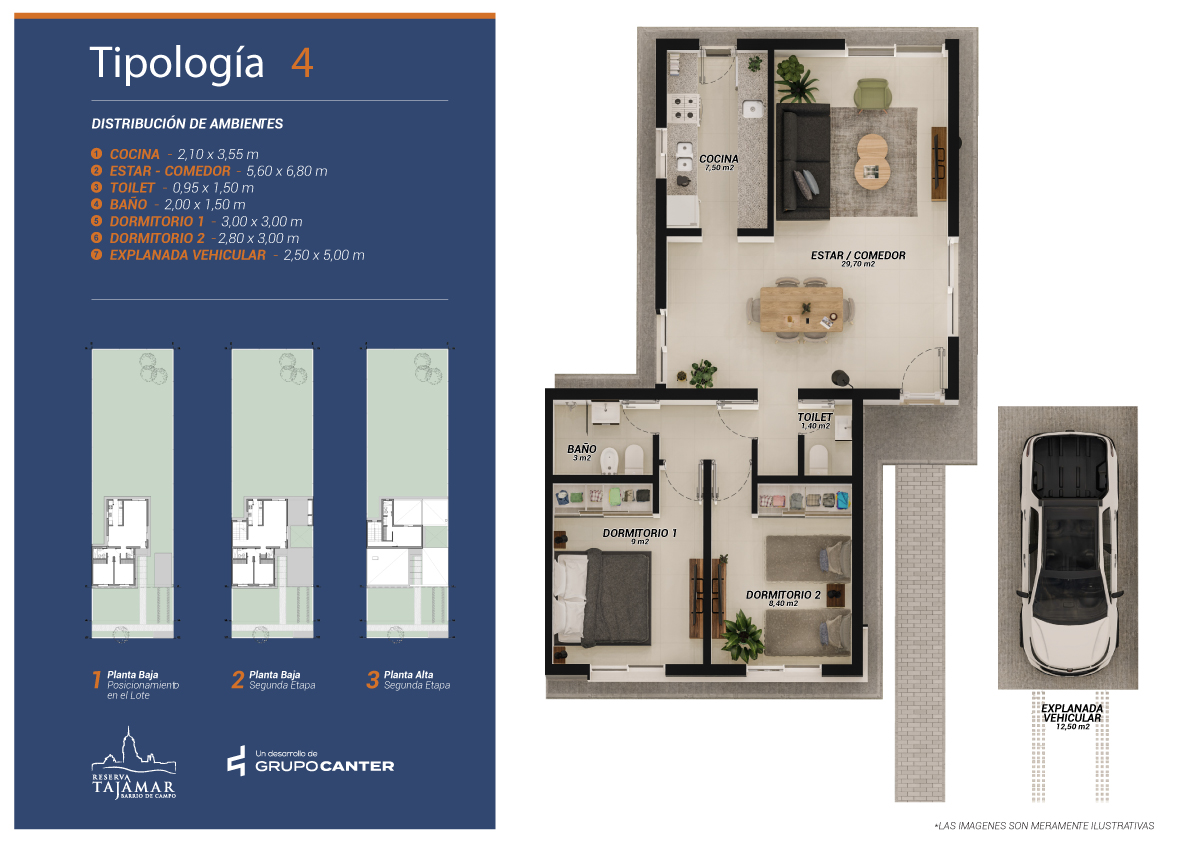 Tipología 4
DISTRIBUCIÓN DE AMBIENTES
1 COCINA - 2,10 x 3,55 m
2 ESTAR - COMEDOR - 5,60 x 6,80 m
3 TOILET - 0,95 x 1,50 m
4 BAÑO - 2,00 x 1,50 m
5 DORMITORIO 1 - 3,00 x 3,00 m
6 DORMITORIO 2 - 2,80 x 3,00 m
7 EXPLANADA VEHICULAR - 2,50 x 5,00 m
1 Planta Baja
Posicionamiento
en el Lote
2 Planta Baja
Segunda Etapa
3 Planta Alta
Segunda Etapa
RESERVA
TAJAMAR
BARRIO DE CAMPO
Un desarrollo de
GRUPOCANTER
COCINA
7,50 m2
ESTAR / COMEDOR
29,70 m2
TOILET
1,40 m2
BAÑO
3 m2
DORMITORIO 1
9 m2
DORMITORIO 2
8,40 m2
EXPLANADA
VEHICULAR
12,50 m2
*LAS IMAGENES SON MERAMENTE ILUSTRATIVAS